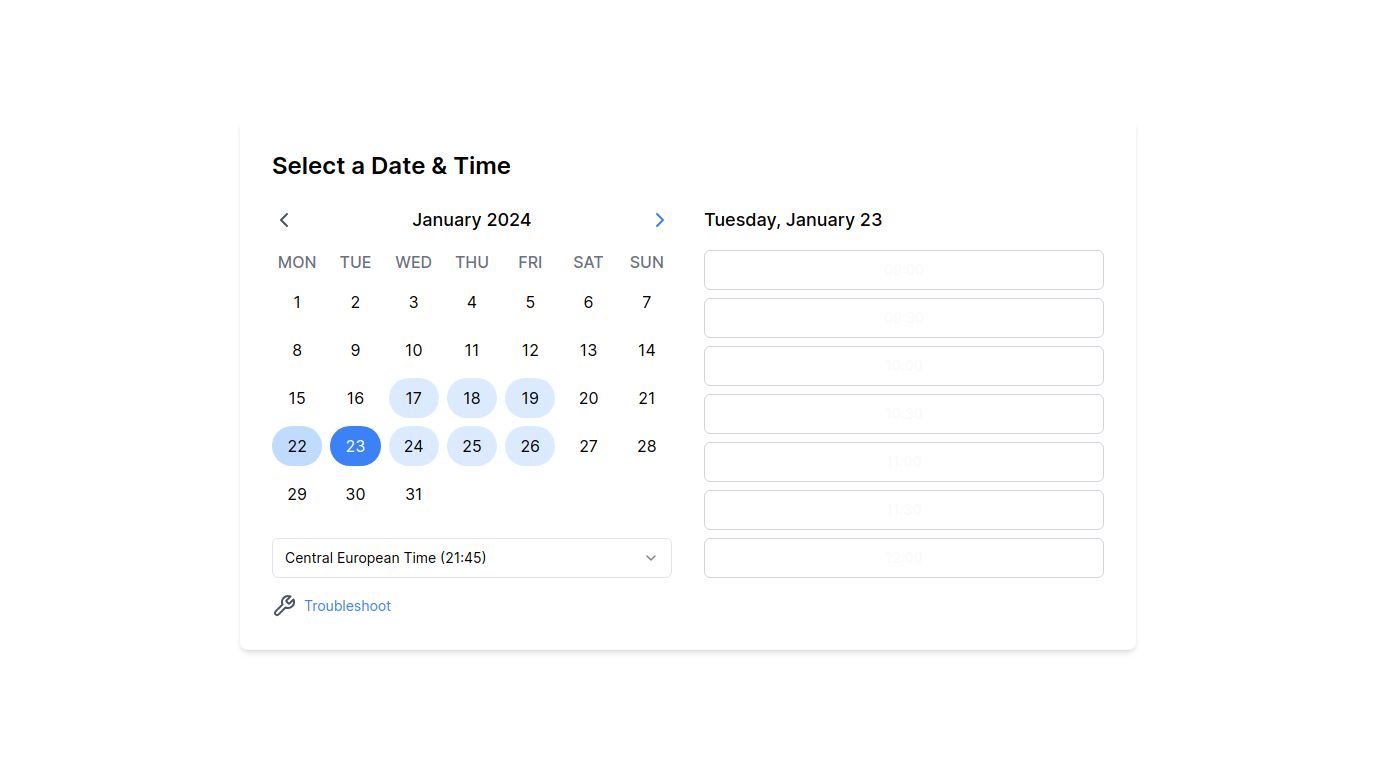 Select a Date & Time
January 2024
MON TUE WED THU FRI SAT SUN
1 2 3 4 5 6 7
8 9 10 11 12 13 14
15 16 17 18 19 20 21
22 23 24 25 26 27 28
29 30 31
Central European Time (21:45)
Troubleshoot
Tuesday, January 23
09:00
09:30
10:00
10:30
11:00
11:30
12:00